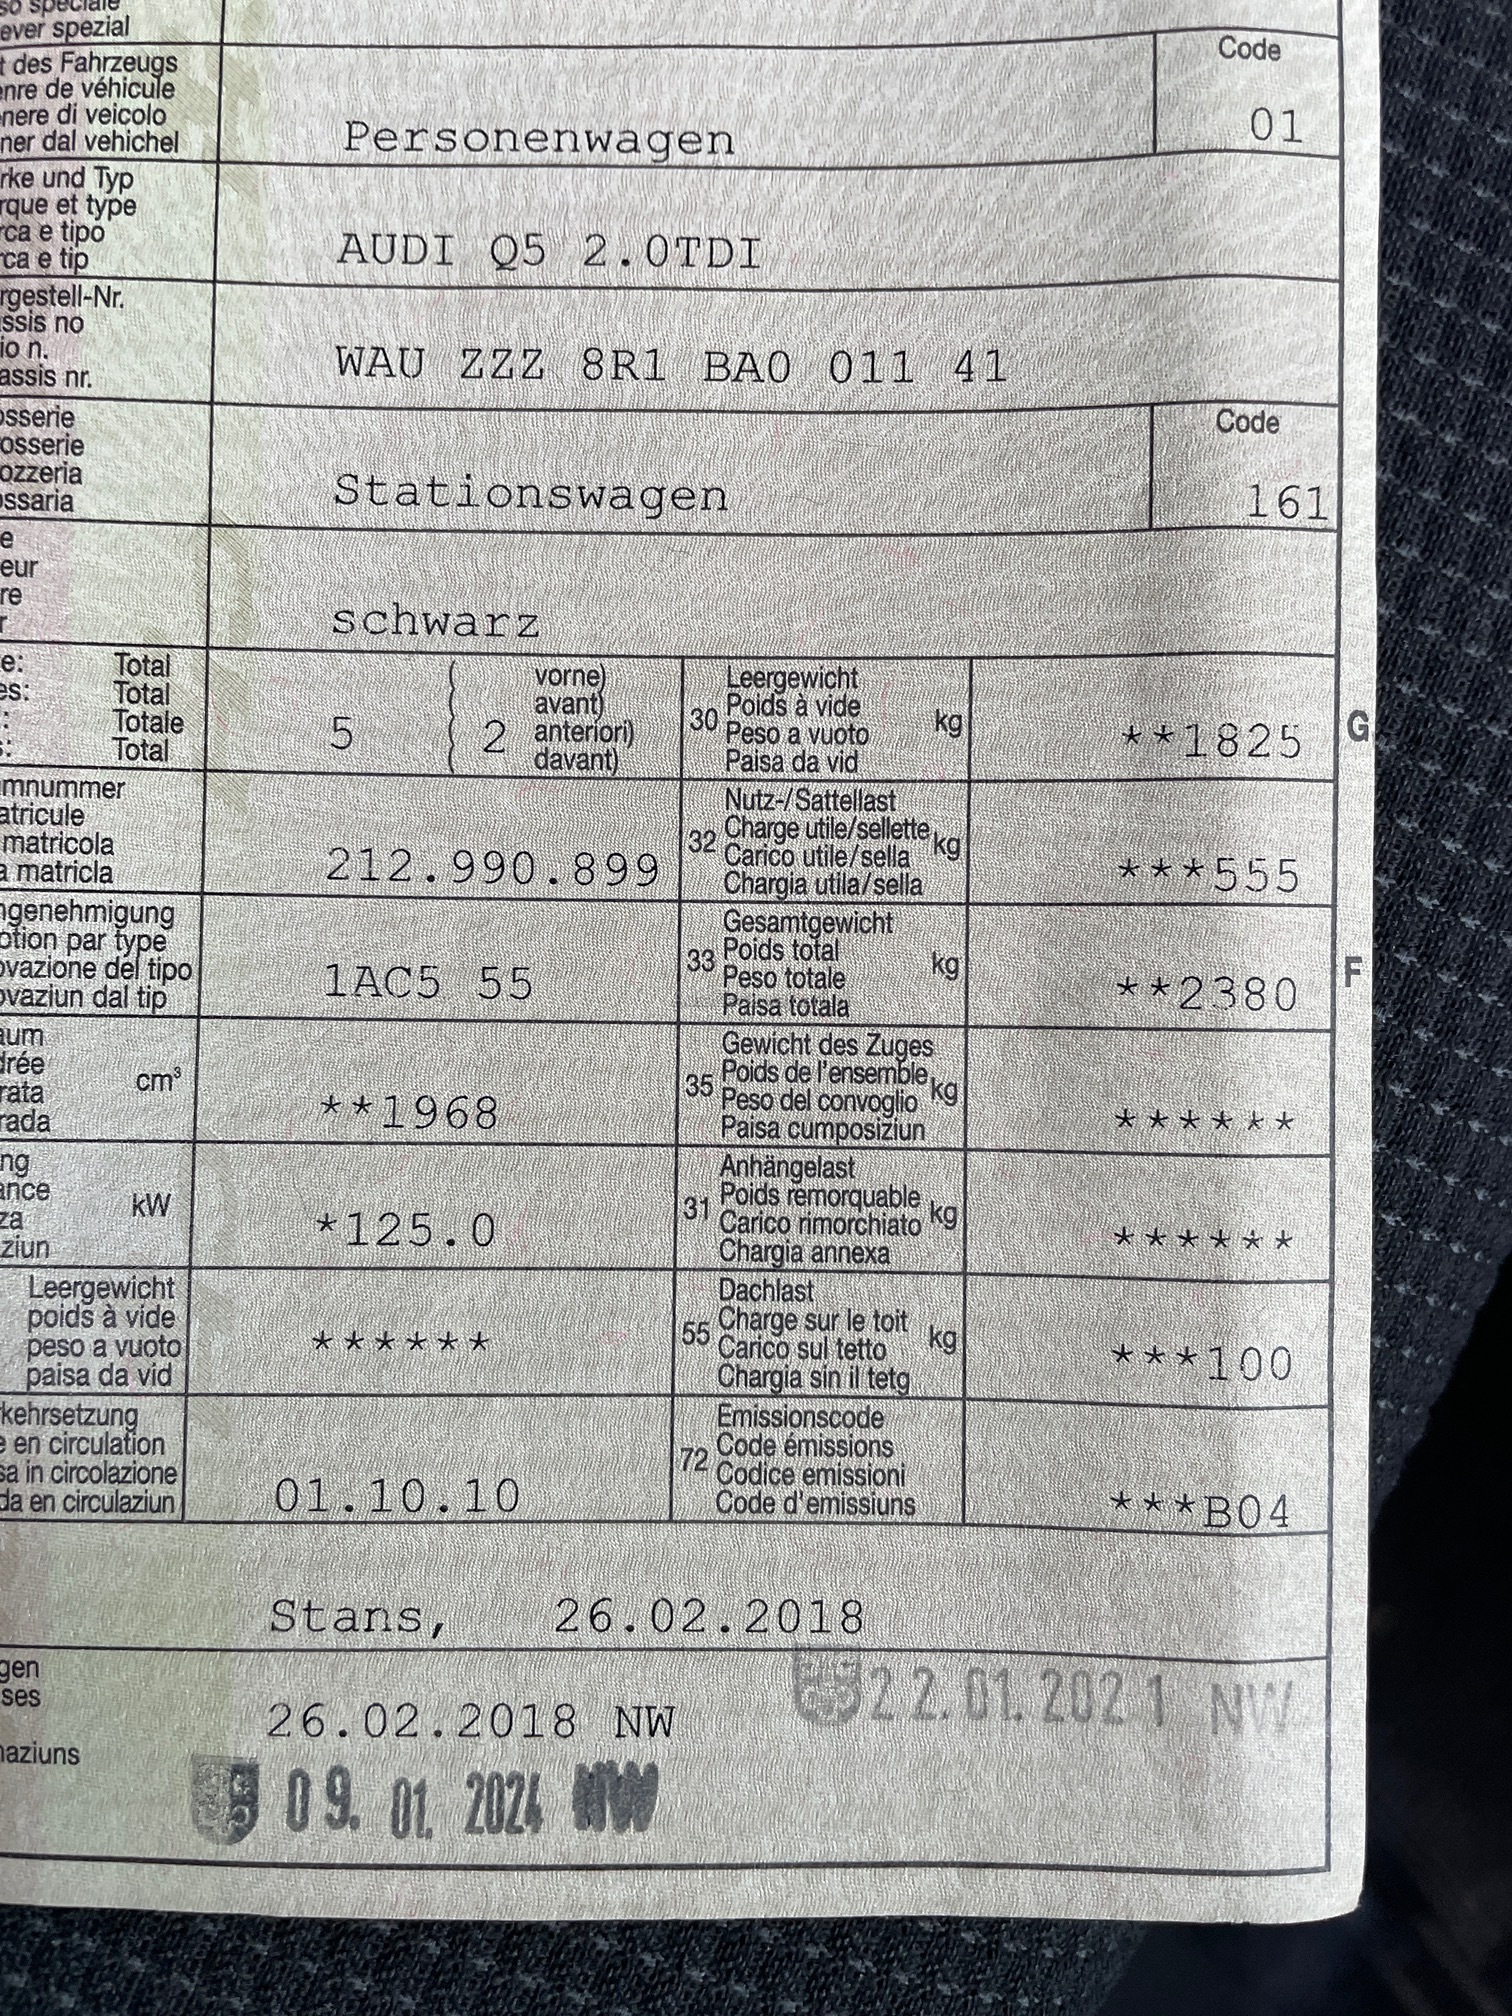 so speciale
ever spezial
t des Fahrzeugs
enre de véhicule
nere di veicolo
ner dal vehichel
Personenwagen
Code
01
rke und Typ
rque et type
rca e tipo
rca e tip
AUDI Q5 2.0TDI
rgestell-Nr.
assis no
io n.
assis nr.
WAU ZZZ 8R1 BA0 011 41
osserie
osserie
ozzeria
ossaria
Stationswagen
Code
161
e
eur
re
r
schwarz
e: Total
es: Total
: Totale
s: Total
5 ( 2 vorne)
avant)
anteriori)
davant)
30 Leergewicht
Poids à vide
Peso a vuoto
Paisa da vid
kg
**1825
G
mnummer
atricule
matricola
a matricla
212.990.899
32 Nutz-/Sattellast
Charge utile/sellette
Carico utile/sella
Chargia utila/sella
kg
***555
ngenehmigung
otion par type
ovazione del tipo
ovaziun dal tip
1AC5 55
33 Gesamtgewicht
Poids total
Peso totale
Paisa totala
kg
**2380
F
aum
drée
rata
rada
cm³
**1968
35 Gewicht des Zuges
Poids de l'ensemble
Peso del convoglio
Paisa cumposiziun
kg
******
ng
ance
za
ziun
kW
*125.0
31 Anhängelast
Poids remorquable
Carico rimorchiato
Chargia annexa
kg
******
Leergewicht
poids à vide
peso a vuoto
paisa da vid
******
55 Dachlast
Charge sur le toit
Carico sul tetto
Chargia sin il tetg
kg
***100
kehrsetzung
e en circulation
sa in circolazione
da en circulaziun
01.10.10
72 Emissionscode
Code émissions
Codice emissioni
Code d'emissiuns
***B04
Stans, 26.02.2018
gen
ses
naziuns
26.02.2018 NW
22.01.2021 NW
09.01.2024 NW